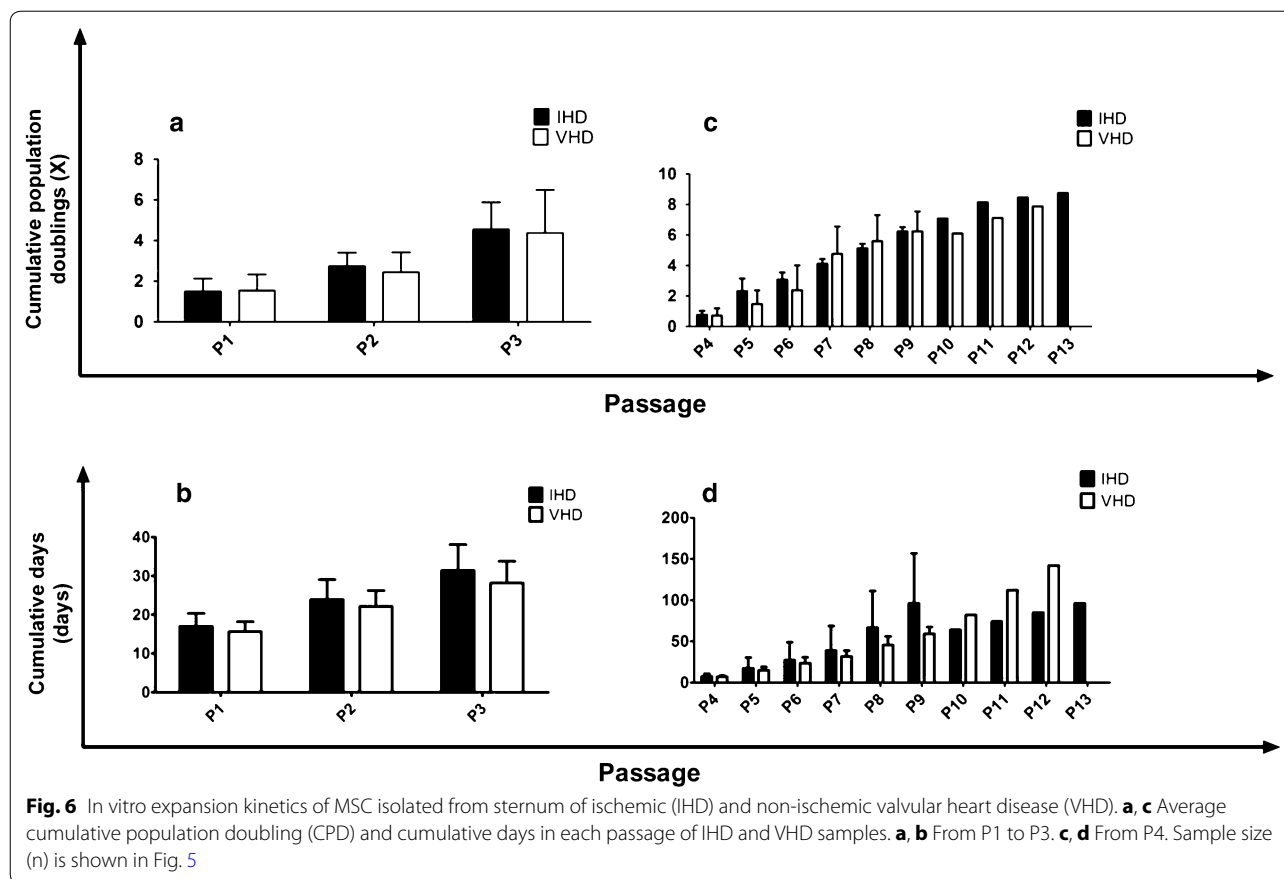 Cumulative population
doublings (X)
a
IHD
VHD
8
6
4
2
0
P1
P2
P3
c
IHD
VHD
10
8
6
4
2
0
P4
P5
P6
P7
P8
P9
P10
P11
P12
P13
Passage
Cumulative days
(days)
b
IHD
VHD
40
30
20
10
0
P1
P2
P3
d
IHD
VHD
200
150
100
50
0
P4
P5
P6
P7
P8
P9
P10
P11
P12
P13
Passage
Fig. 6 In vitro expansion kinetics of MSC isolated from sternum of ischemic (IHD) and non-ischemic valvular heart disease (VHD). a, c Average
cumulative population doubling (CPD) and cumulative days in each passage of IHD and VHD samples. a, b From P1 to P3. c, d From P4. Sample size
(n) is shown in Fig. 5